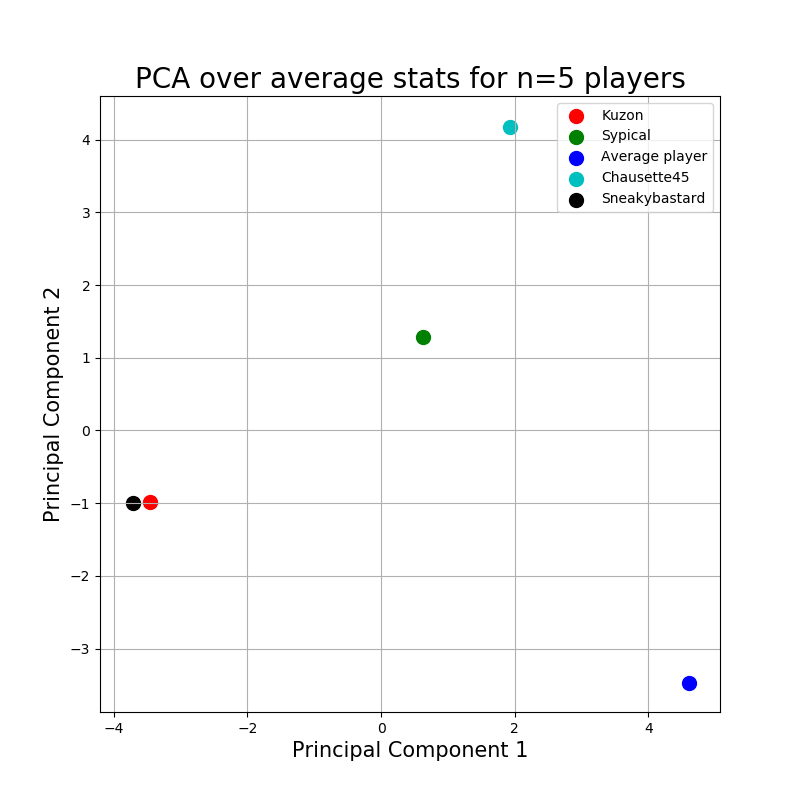 PCA over average stats for n=5 players
Kuzon
Sypical
Average player
Chausette45
Sneakybastard
4
3
2
1
0
−1
−2
−3
Principal Component 2
−4
−2
0
2
4
Principal Component 1